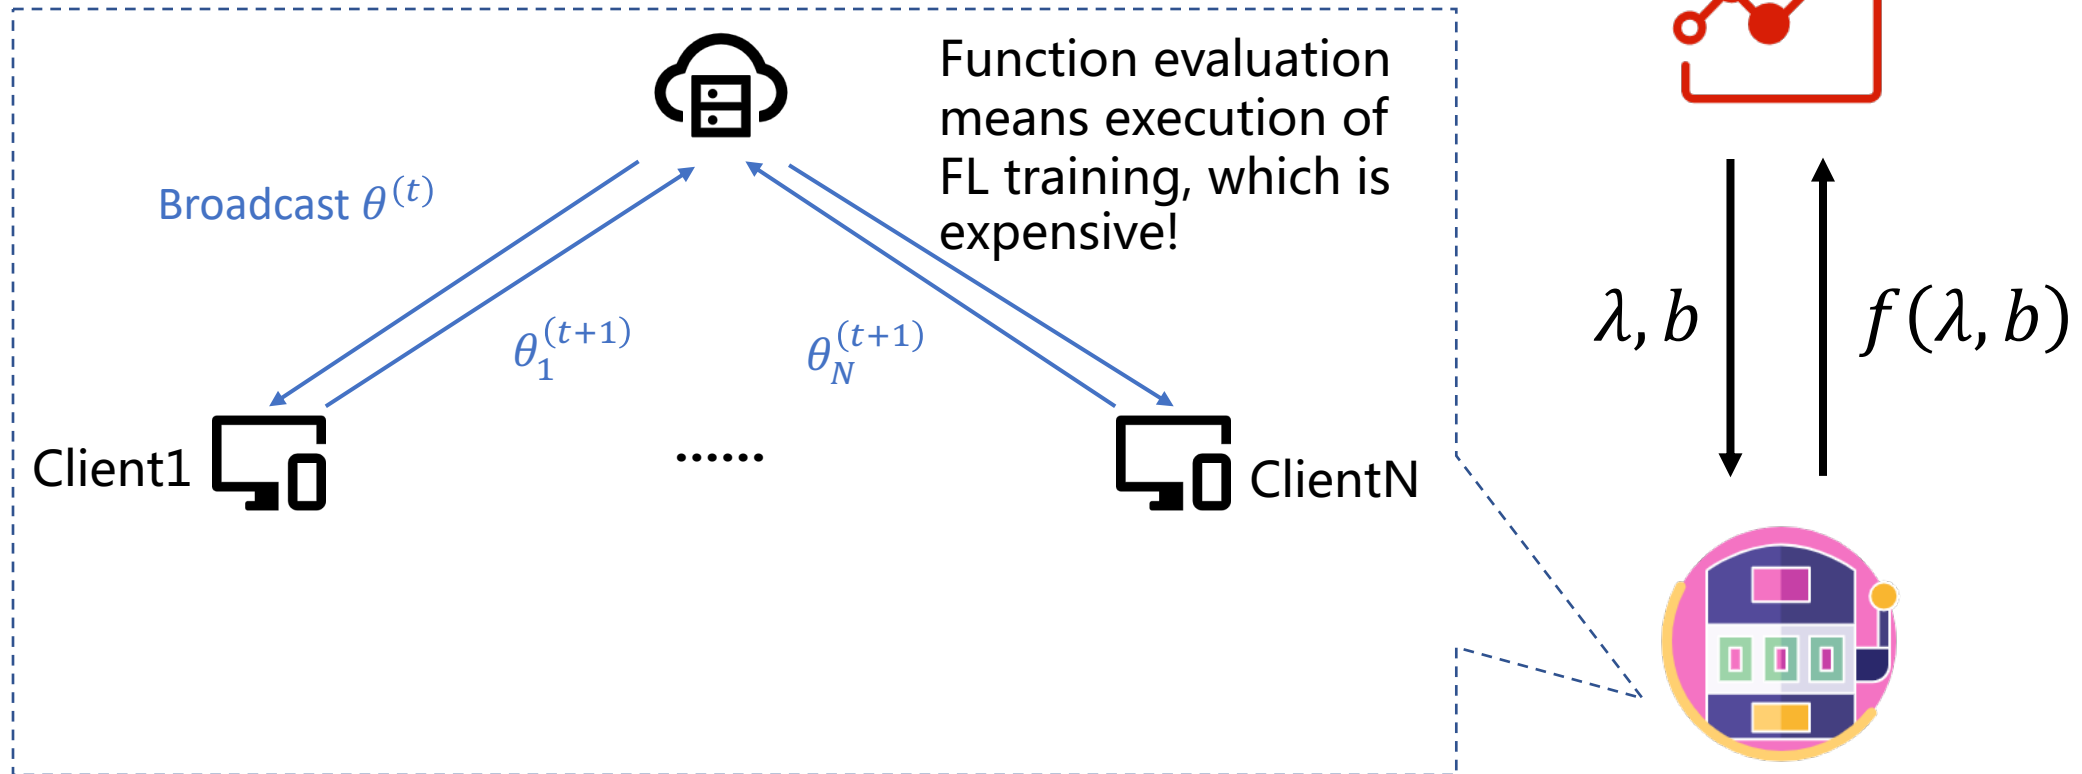 Function evaluation
means execution of
FL training, which is
expensive!
Broadcast θ^(t)
θ_1^(t+1)
θ_N^(t+1)
Client1
......
ClientN
λ, b
f(λ, b)